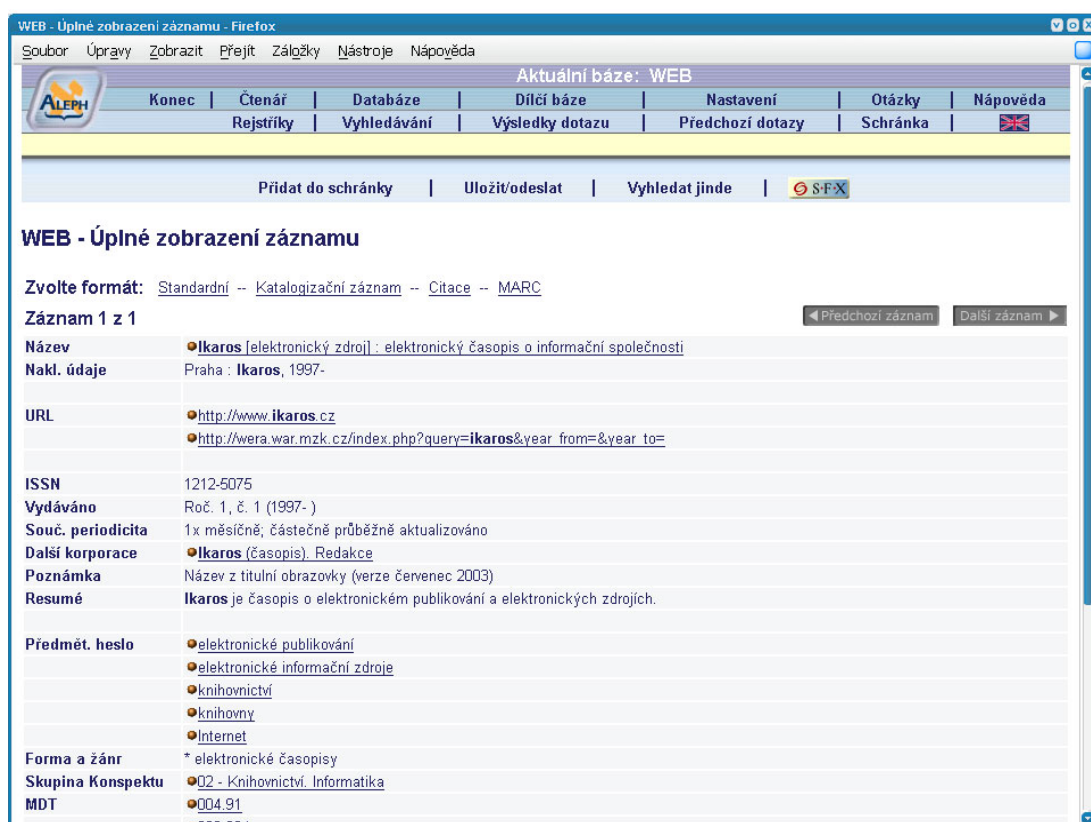 WEB - Úplné zobrazení záznamu - Firefox
Soubor Úpravy Zobrazit Přejít Záložky Nástroje Nápověda
Aktuální báze: WEB
ALEPH
Konec | Čtenář | Databáze | Dílčí báze | Nastavení | Otázky | Nápověda
Rejstříky | Vyhledávání | Výsledky dotazu | Předchozí dotazy | Schránka |
Přidat do schránky | Uložit/odeslat | Vyhledat jinde | S·F·X
WEB - Úplné zobrazení záznamu
Zvolte formát: Standardní -- Katalogizační záznam -- Citace -- MARC
Záznam 1 z 1 Předchozí záznam Další záznam
Název Ikaros [elektronický zdroj] : elektronický časopis o informační společnosti
Nakl. údaje Praha : Ikaros, 1997-
URL http://www.ikaros.cz
http://wera.war.mzk.cz/index.php?query=ikaros&year_from=&year_to=
ISSN 1212-5075
Vydáváno Roč. 1, č. 1 (1997- )
Souč. periodicita 1x měsíčně; částečně průběžně aktualizováno
Další korporace Ikaros (časopis). Redakce
Poznámka Název z titulní obrazovky (verze červenec 2003)
Resumé Ikaros je časopis o elektronickém publikování a elektronických zdrojích.
Předmět. heslo elektronické publikování
elektronické informační zdroje
knihovnictví
knihovny
Internet
Forma a žánr * elektronické časopisy
Skupina Konspektu 02 - Knihovnictví. Informatika
MDT 004.91